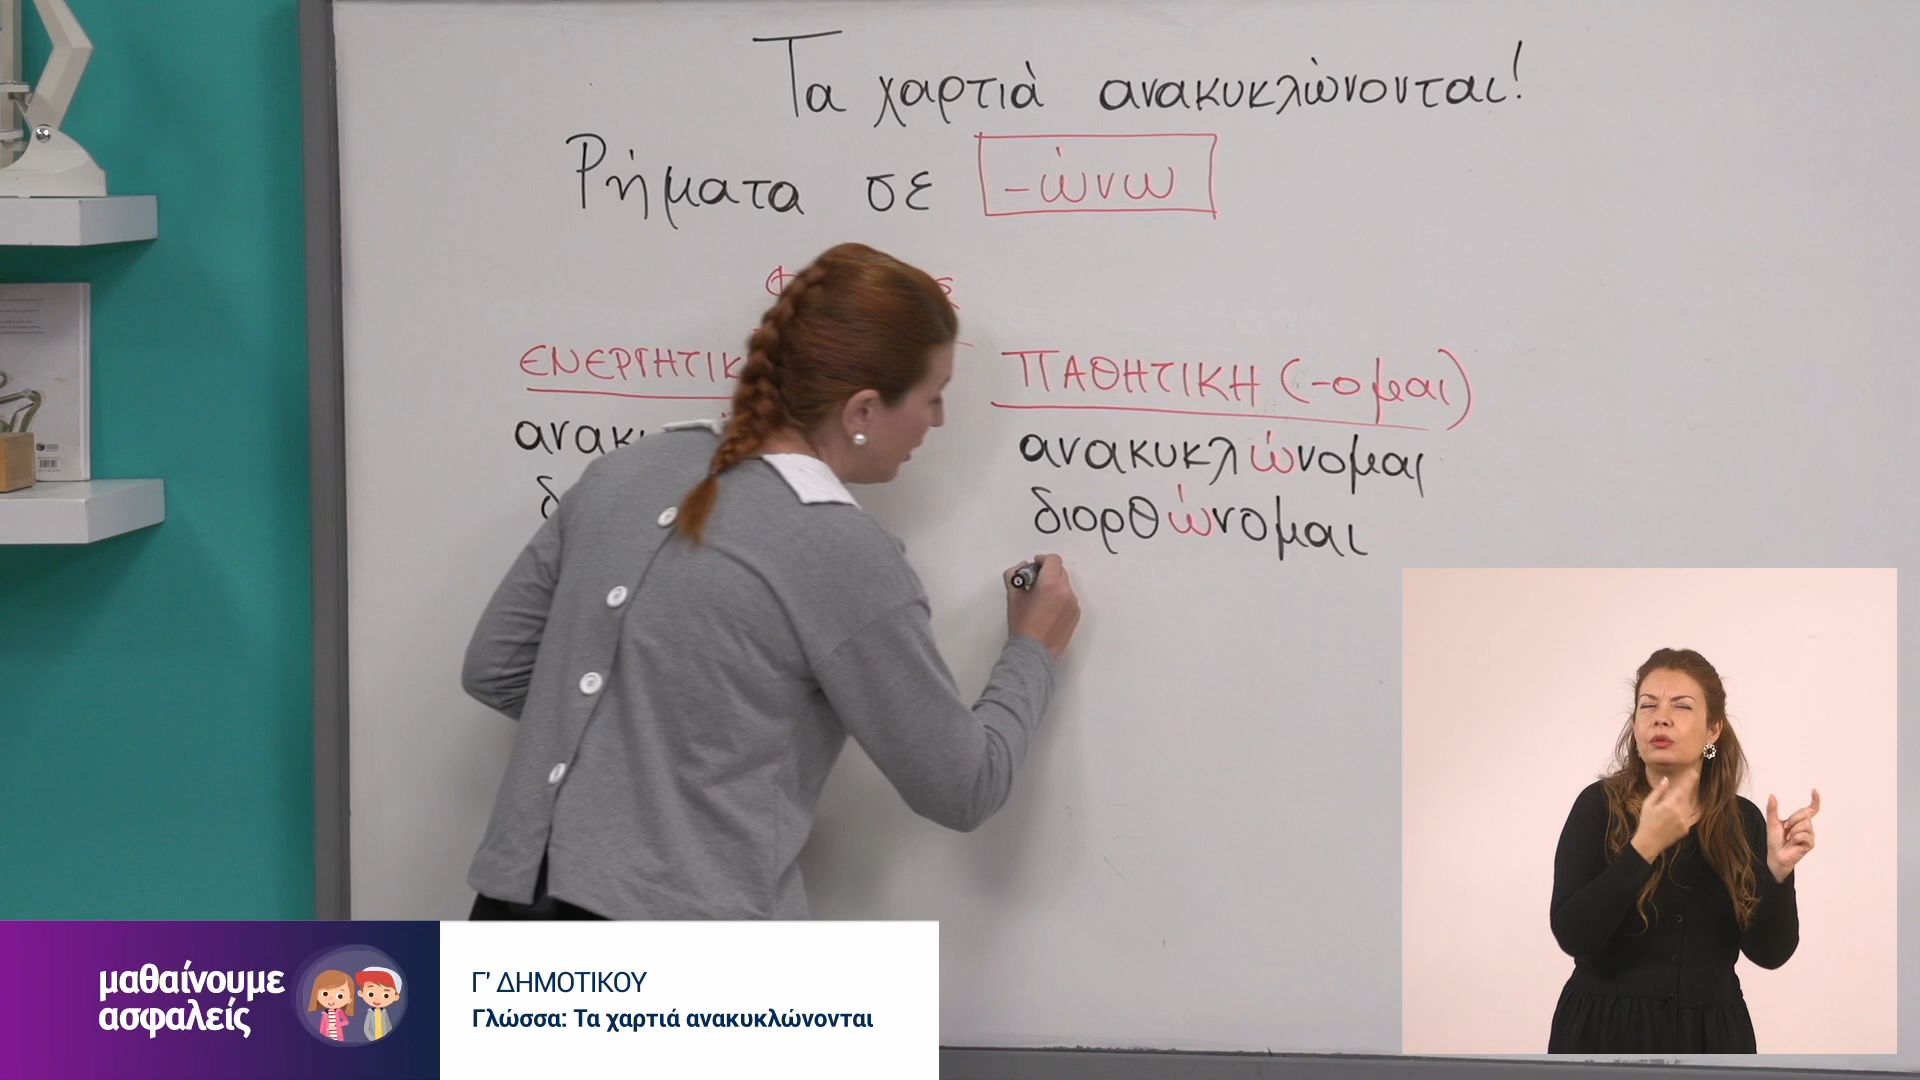 Τα χαρτιά ανακυκλώνονται!
Ρήματα σε -ώνω
ΠΑΘΗΤΙΚΗ (-ομαι)
ανακυκλώνομαι
διορθώνομαι
μαθαίνουμε
ασφαλείς
Γ' ΔΗΜΟΤΙΚΟΥ
Γλώσσα: Τα χαρτιά ανακυκλώνονται